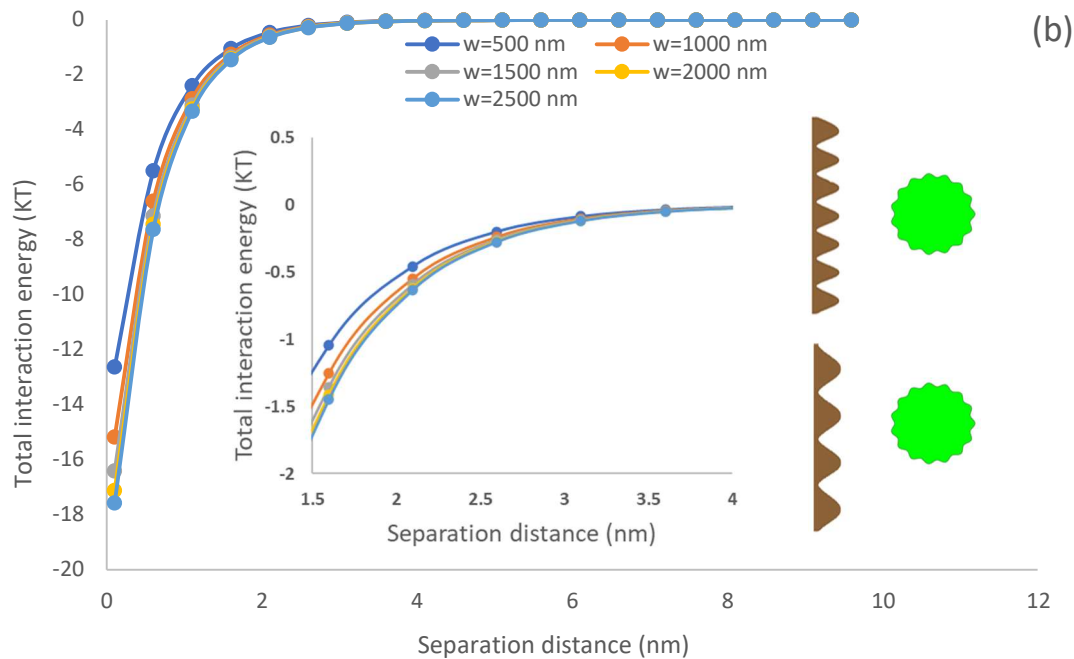 (b)
Total interaction energy (KT)
0
-2
-4
-6
-8
-10
-12
-14
-16
-18
-20
w=500 nm w=1000 nm
w=1500 nm w=2000 nm
w=2500 nm
Total interaction energy (KT)
0.5
0
-0.5
-1
-1.5
-2
1.5 2 2.5 3 3.5 4
Separation distance (nm)
0 2 4 6 8 10 12
Separation distance (nm)